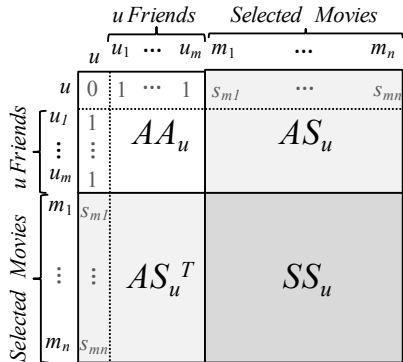 u Friends Selected Movies
u u₁ ··· uₘ m₁ ··· mₙ
u 0 1 ··· 1 sₘ₁ ··· sₘₙ
u Friends
u₁ 1
AAᵤ ASᵤ
⋮ ⋮
uₘ 1
Selected Movies
m₁ sₘ₁
⋮ ⋮ ASᵤᵀ SSᵤ
mₙ sₘₙ